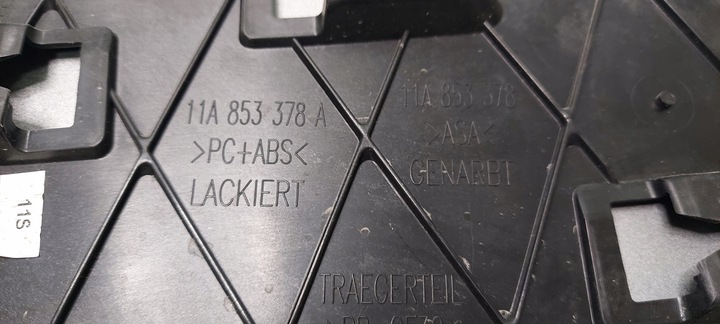 11A 853 378 A
>PC+ABS<
LACKIERT
11A 853 378
>ASA<
GENARBT
11S
TRAEGERTEIL